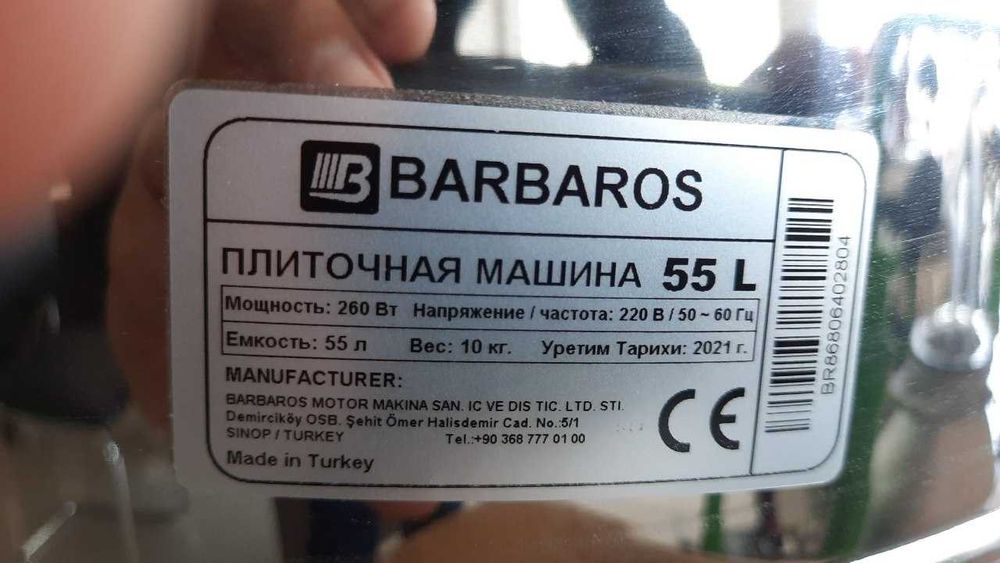 BARBAROS
ПЛИТОЧНАЯ МАШИНА 55 L
Мощность: 260 Вт Напряжение / частота: 220 В / 50 ~ 60 Гц
Емкость: 55 л Вес: 10 кг. Уретим Тарихи: 2021 г.
MANUFACTURER:
BARBAROS MOTOR MAKINA SAN. IC VE DIS TIC. LTD. STI.
Demirciköy OSB. Şehit Ömer Halisdemir Cad. No.:5/1
SINOP / TURKEY Tel.:+90 368 777 01 00
Made in Turkey
CE
BR86806402804